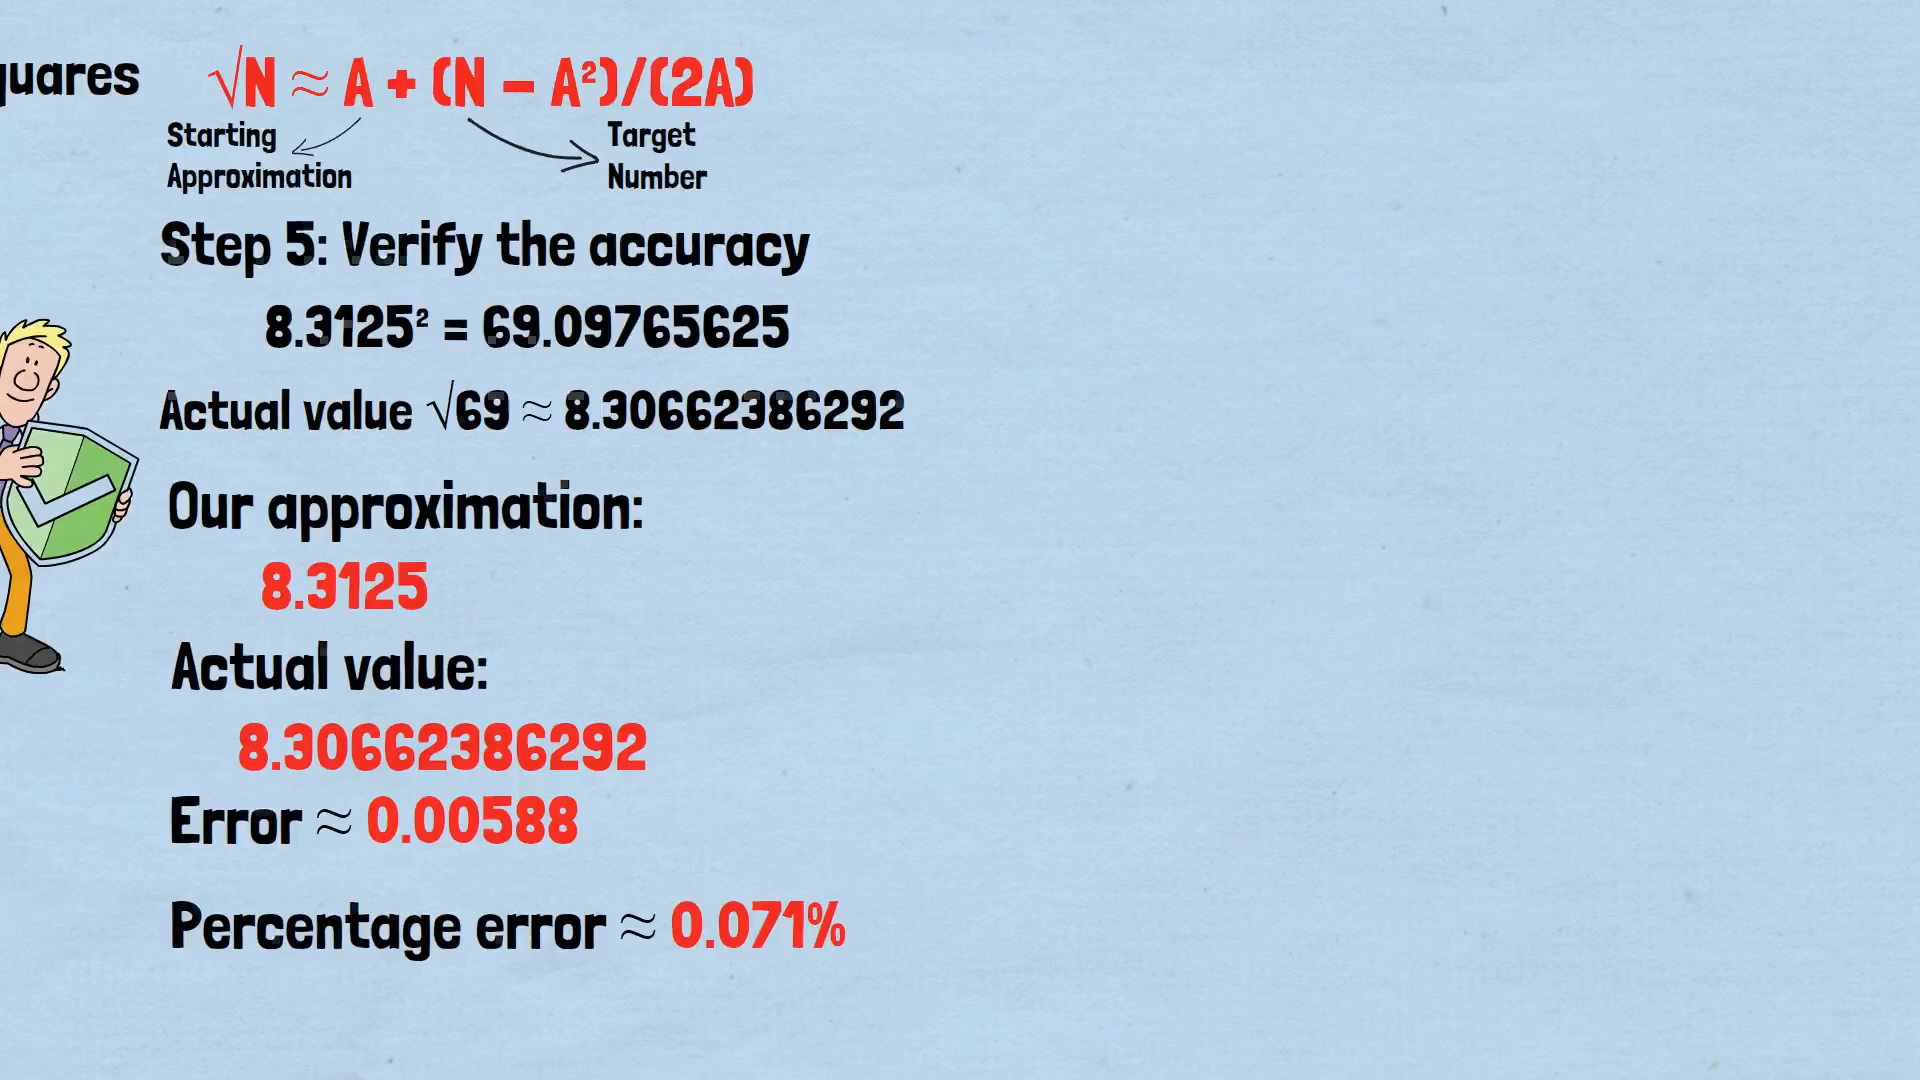 quares
√N ≈ A + (N – A²)/(2A)
Starting
Approximation
Target
Number
Step 5: Verify the accuracy
8.3125² = 69.09765625
Actual value √69 ≈ 8.30662386292
Our approximation:
8.3125
Actual value:
8.30662386292
Error ≈ 0.00588
Percentage error ≈ 0.071%